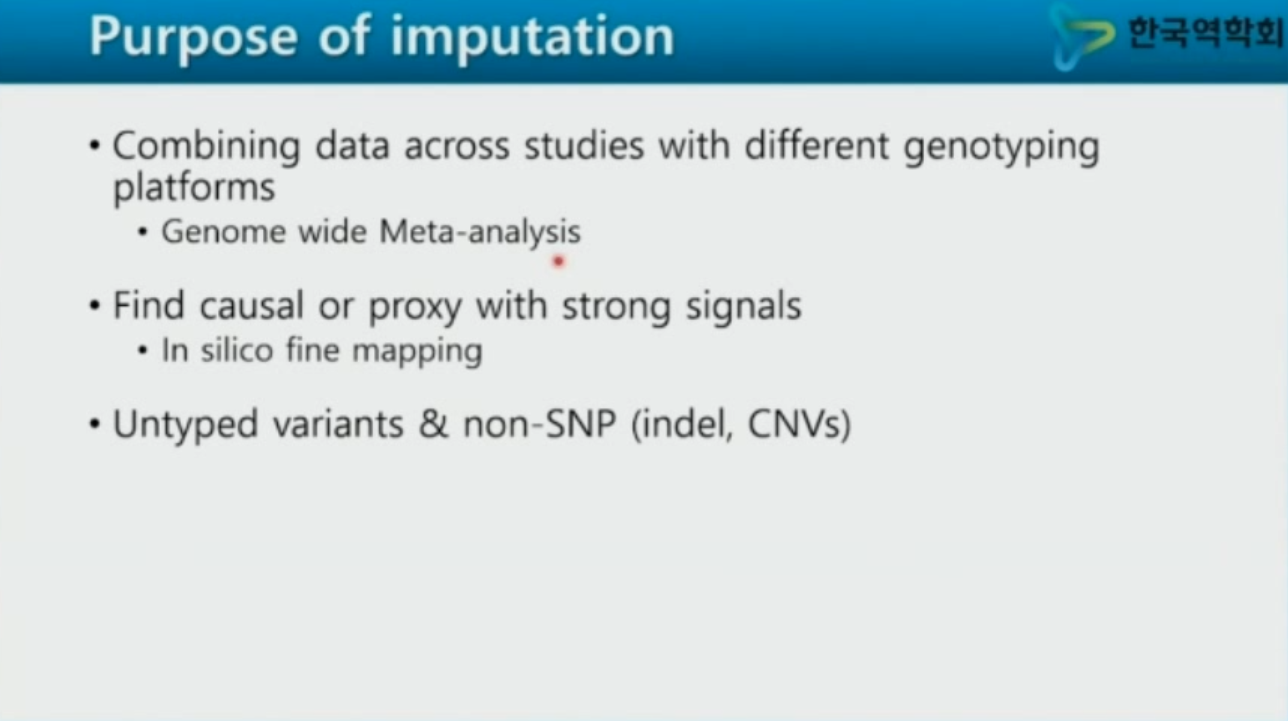 Purpose of imputation
한국역학회
• Combining data across studies with different genotyping
platforms
• Genome wide Meta-analysis
• Find causal or proxy with strong signals
• In silico fine mapping
• Untyped variants & non-SNP (indel, CNVs)